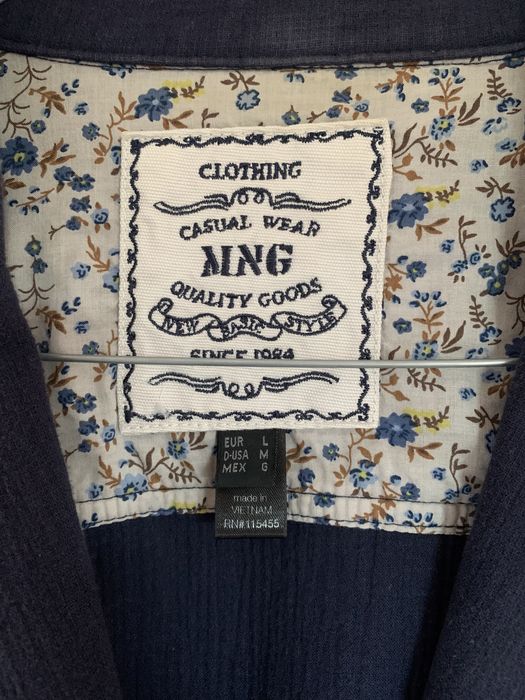 CLOTHING
CASUAL WEAR
MNG
QUALITY GOODS
NEW BASIC STYLE
SINCE 1984
EUR L
D-USA M
MEX G
made in
VIETNAM
RN#115455